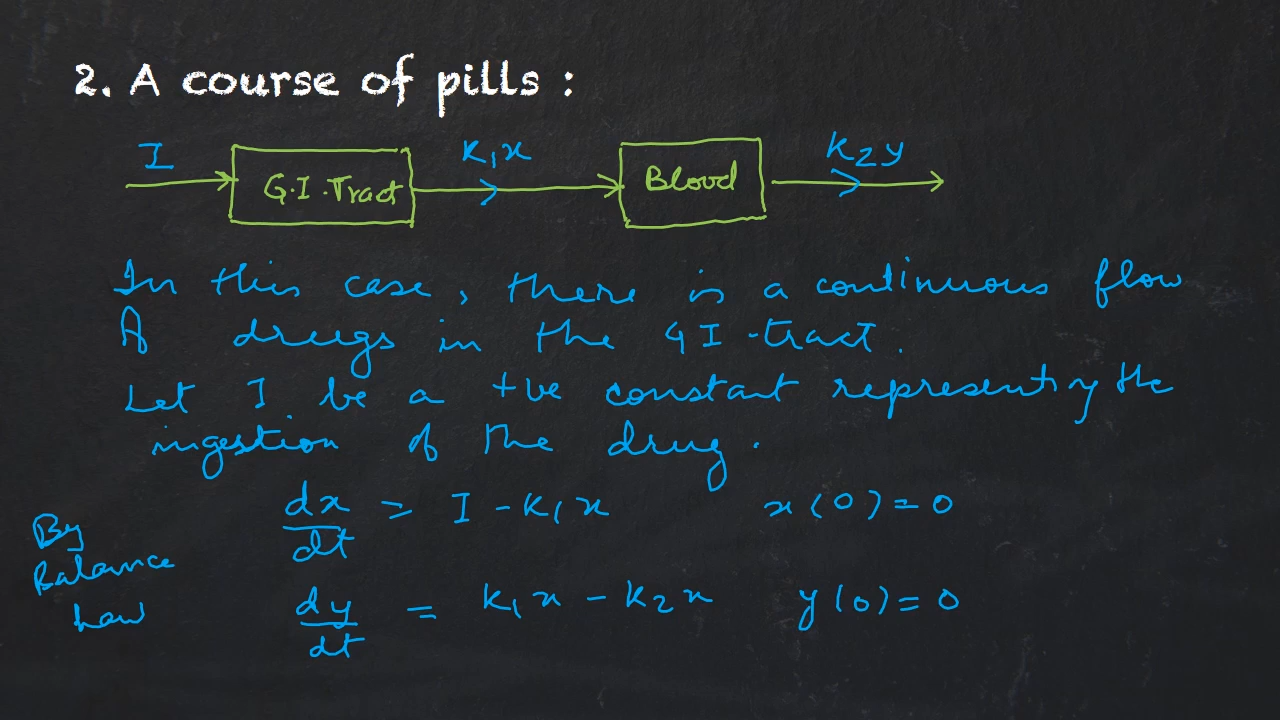 2. A course of pills :
I K₁x K₂y
G.I.Tract Blood
In this case, there is a continuous flow
of drugs in the GI-tract.
Let I be a +ve constant representing the
ingestion of the drug.
dx/dt = I - K₁x x(0) = 0
By
Balance
Law
dy/dt = K₁x - K₂x y(0) = 0